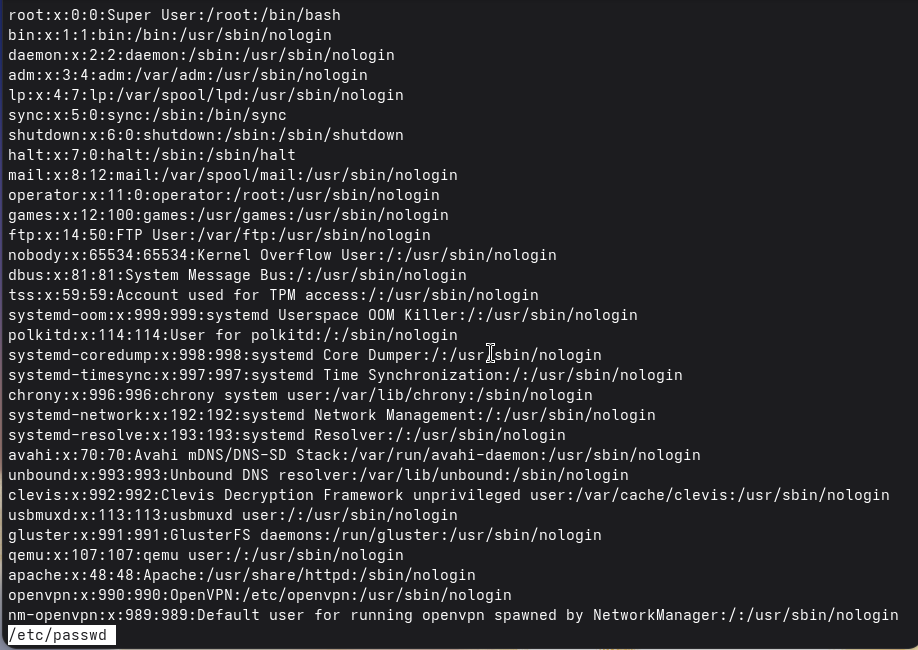 root:x:0:0:Super User:/root:/bin/bash
bin:x:1:1:bin:/bin:/usr/sbin/nologin
daemon:x:2:2:daemon:/sbin:/usr/sbin/nologin
adm:x:3:4:adm:/var/adm:/usr/sbin/nologin
lp:x:4:7:lp:/var/spool/lpd:/usr/sbin/nologin
sync:x:5:0:sync:/sbin:/bin/sync
shutdown:x:6:0:shutdown:/sbin:/sbin/shutdown
halt:x:7:0:halt:/sbin:/sbin/halt
mail:x:8:12:mail:/var/spool/mail:/usr/sbin/nologin
operator:x:11:0:operator:/root:/usr/sbin/nologin
games:x:12:100:games:/usr/games:/usr/sbin/nologin
ftp:x:14:50:FTP User:/var/ftp:/usr/sbin/nologin
nobody:x:65534:65534:Kernel Overflow User:/:/usr/sbin/nologin
dbus:x:81:81:System Message Bus:/:/usr/sbin/nologin
tss:x:59:59:Account used for TPM access:/:/usr/sbin/nologin
systemd-oom:x:999:999:systemd Userspace OOM Killer:/:/usr/sbin/nologin
polkitd:x:114:114:User for polkitd:/:/sbin/nologin
systemd-coredump:x:998:998:systemd Core Dumper:/:/usr/sbin/nologin
systemd-timesync:x:997:997:systemd Time Synchronization:/:/usr/sbin/nologin
chrony:x:996:996:chrony system user:/var/lib/chrony:/sbin/nologin
systemd-network:x:192:192:systemd Network Management:/:/usr/sbin/nologin
systemd-resolve:x:193:193:systemd Resolver:/:/usr/sbin/nologin
avahi:x:70:70:Avahi mDNS/DNS-SD Stack:/var/run/avahi-daemon:/usr/sbin/nologin
unbound:x:993:993:Unbound DNS resolver:/var/lib/unbound:/sbin/nologin
clevis:x:992:992:Clevis Decryption Framework unprivileged user:/var/cache/clevis:/usr/sbin/nologin
usbmuxd:x:113:113:usbmuxd user:/:/usr/sbin/nologin
gluster:x:991:991:GlusterFS daemons:/run/gluster:/usr/sbin/nologin
qemu:x:107:107:qemu user:/:/usr/sbin/nologin
apache:x:48:48:Apache:/usr/share/httpd:/sbin/nologin
openvpn:x:990:990:OpenVPN:/etc/openvpn:/usr/sbin/nologin
nm-openvpn:x:989:989:Default user for running openvpn spawned by NetworkManager:/:/usr/sbin/nologin
/etc/passwd